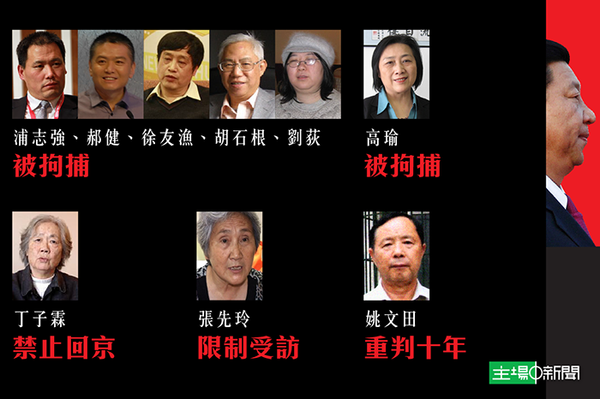 浦志強、郝健、徐友漁、胡石根、劉荻
被拘捕
高瑜
被拘捕
丁子霖
禁止回京
張先玲
限制受訪
姚文田
重判十年
主場新聞